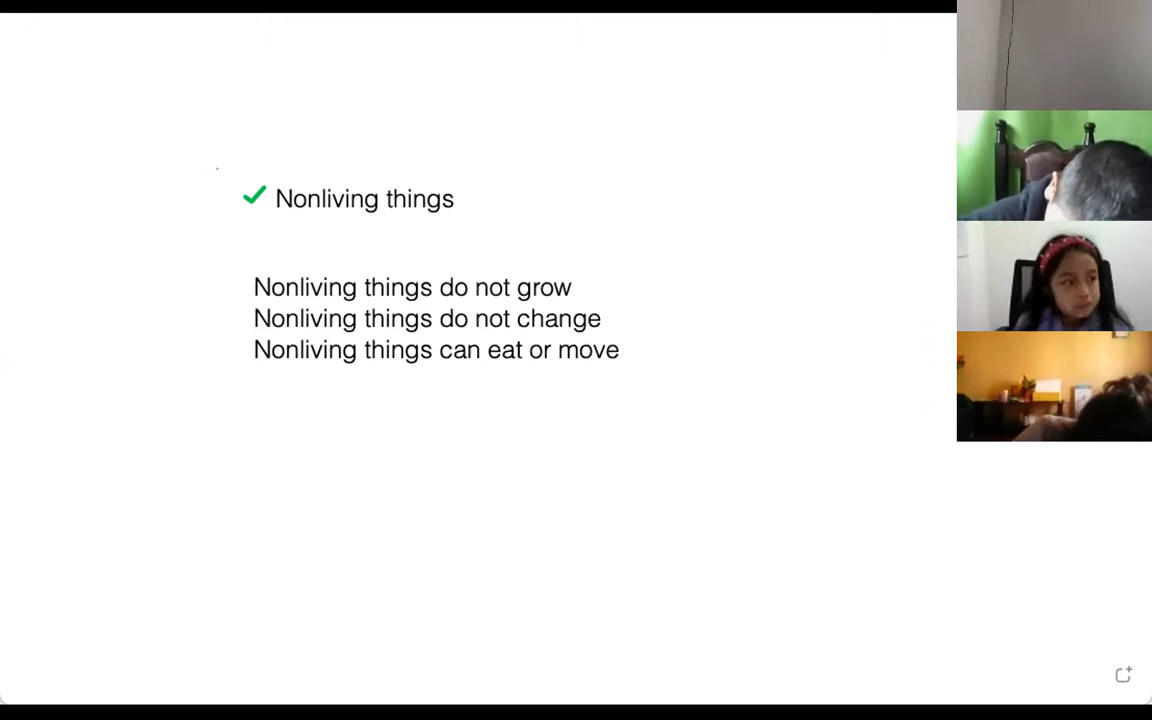 Nonliving things
Nonliving things do not grow
Nonliving things do not change
Nonliving things can eat or move